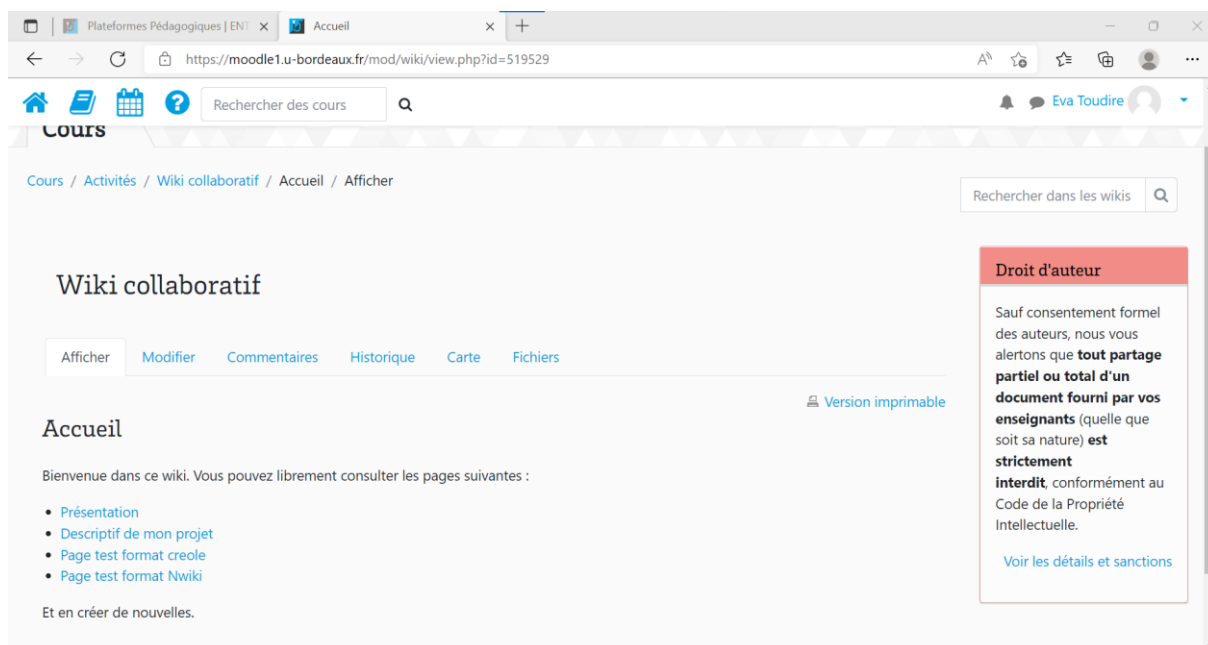 Plateformes Pédagogiques | ENT
Accueil
https://moodle1.u-bordeaux.fr/mod/wiki/view.php?id=519529
Rechercher des cours
Eva Toudire
Cours
Cours / Activités / Wiki collaboratif / Accueil / Afficher
Rechercher dans les wikis
Wiki collaboratif
Afficher Modifier Commentaires Historique Carte Fichiers
Version imprimable
Accueil
Bienvenue dans ce wiki. Vous pouvez librement consulter les pages suivantes :
• Présentation
• Descriptif de mon projet
• Page test format creole
• Page test format Nwiki
Et en créer de nouvelles.
Droit d'auteur
Sauf consentement formel
des auteurs, nous vous
alertons que tout partage
partiel ou total d'un
document fourni par vos
enseignants (quelle que
soit sa nature) est
strictement
interdit, conformément au
Code de la Propriété
Intellectuelle.
Voir les détails et sanctions